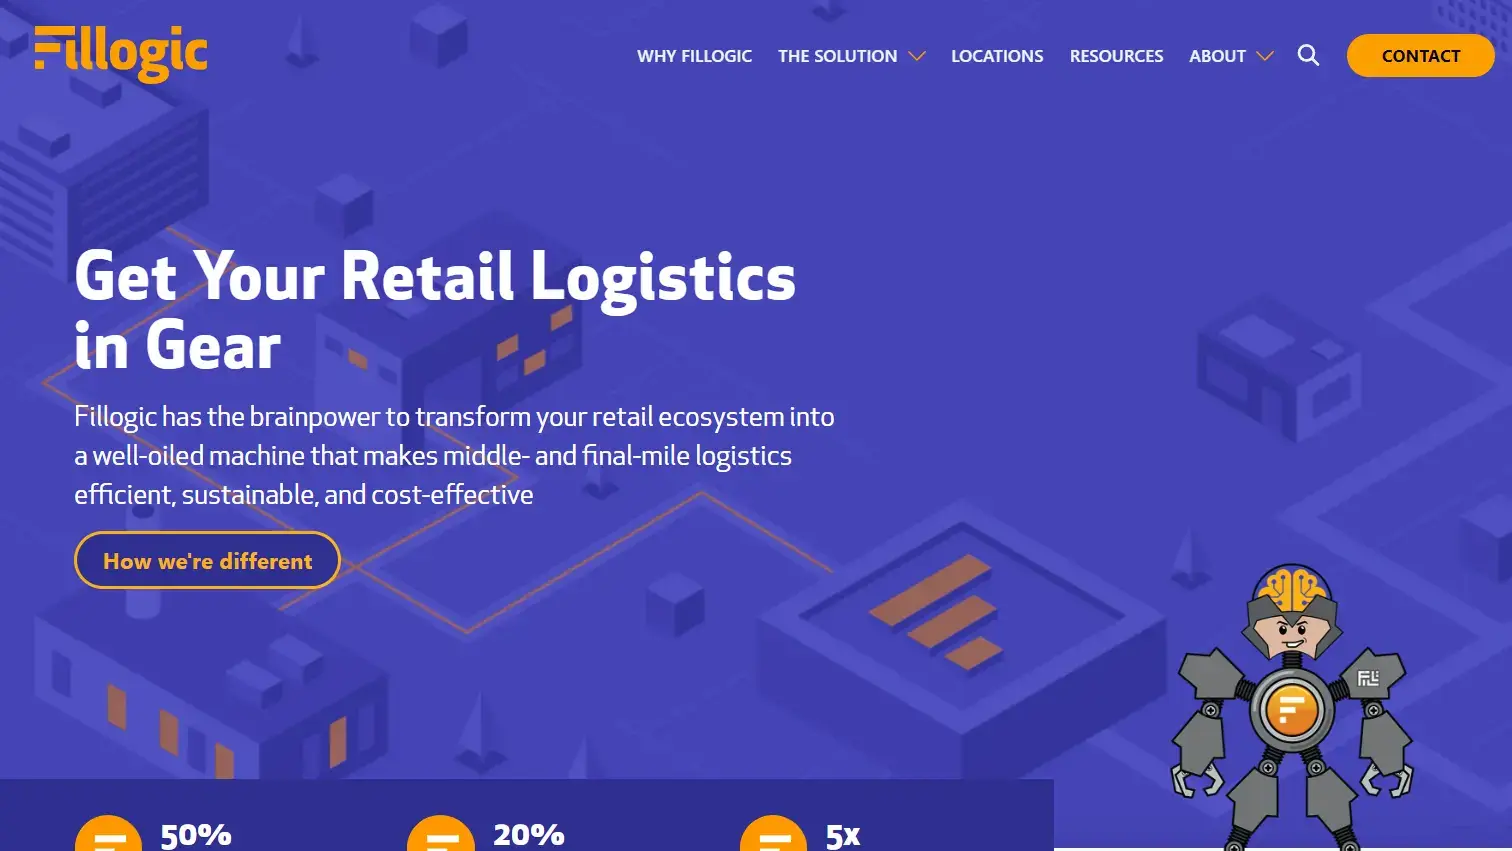 Fillogic
WHY FILLOGIC THE SOLUTION LOCATIONS RESOURCES ABOUT CONTACT
Get Your Retail Logistics
in Gear
Fillogic has the brainpower to transform your retail ecosystem into
a well-oiled machine that makes middle- and final-mile logistics
efficient, sustainable, and cost-effective
How we're different
FiL
50% 20% 5x